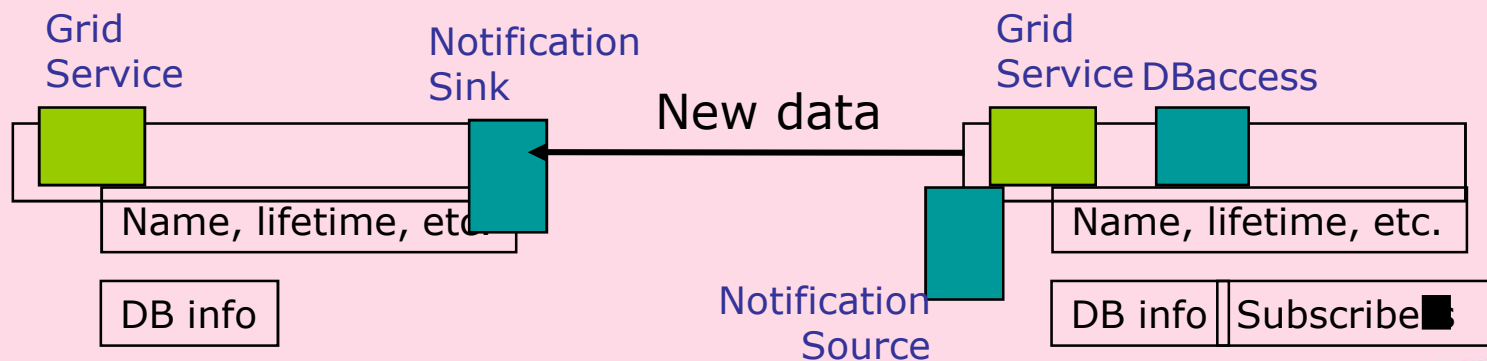 Grid
Service
Notification
Sink
New data
Grid
Service
DBaccess
Name, lifetime, etc.
Name, lifetime, etc.
DB info
Notification
Source
DB info
Subscribers